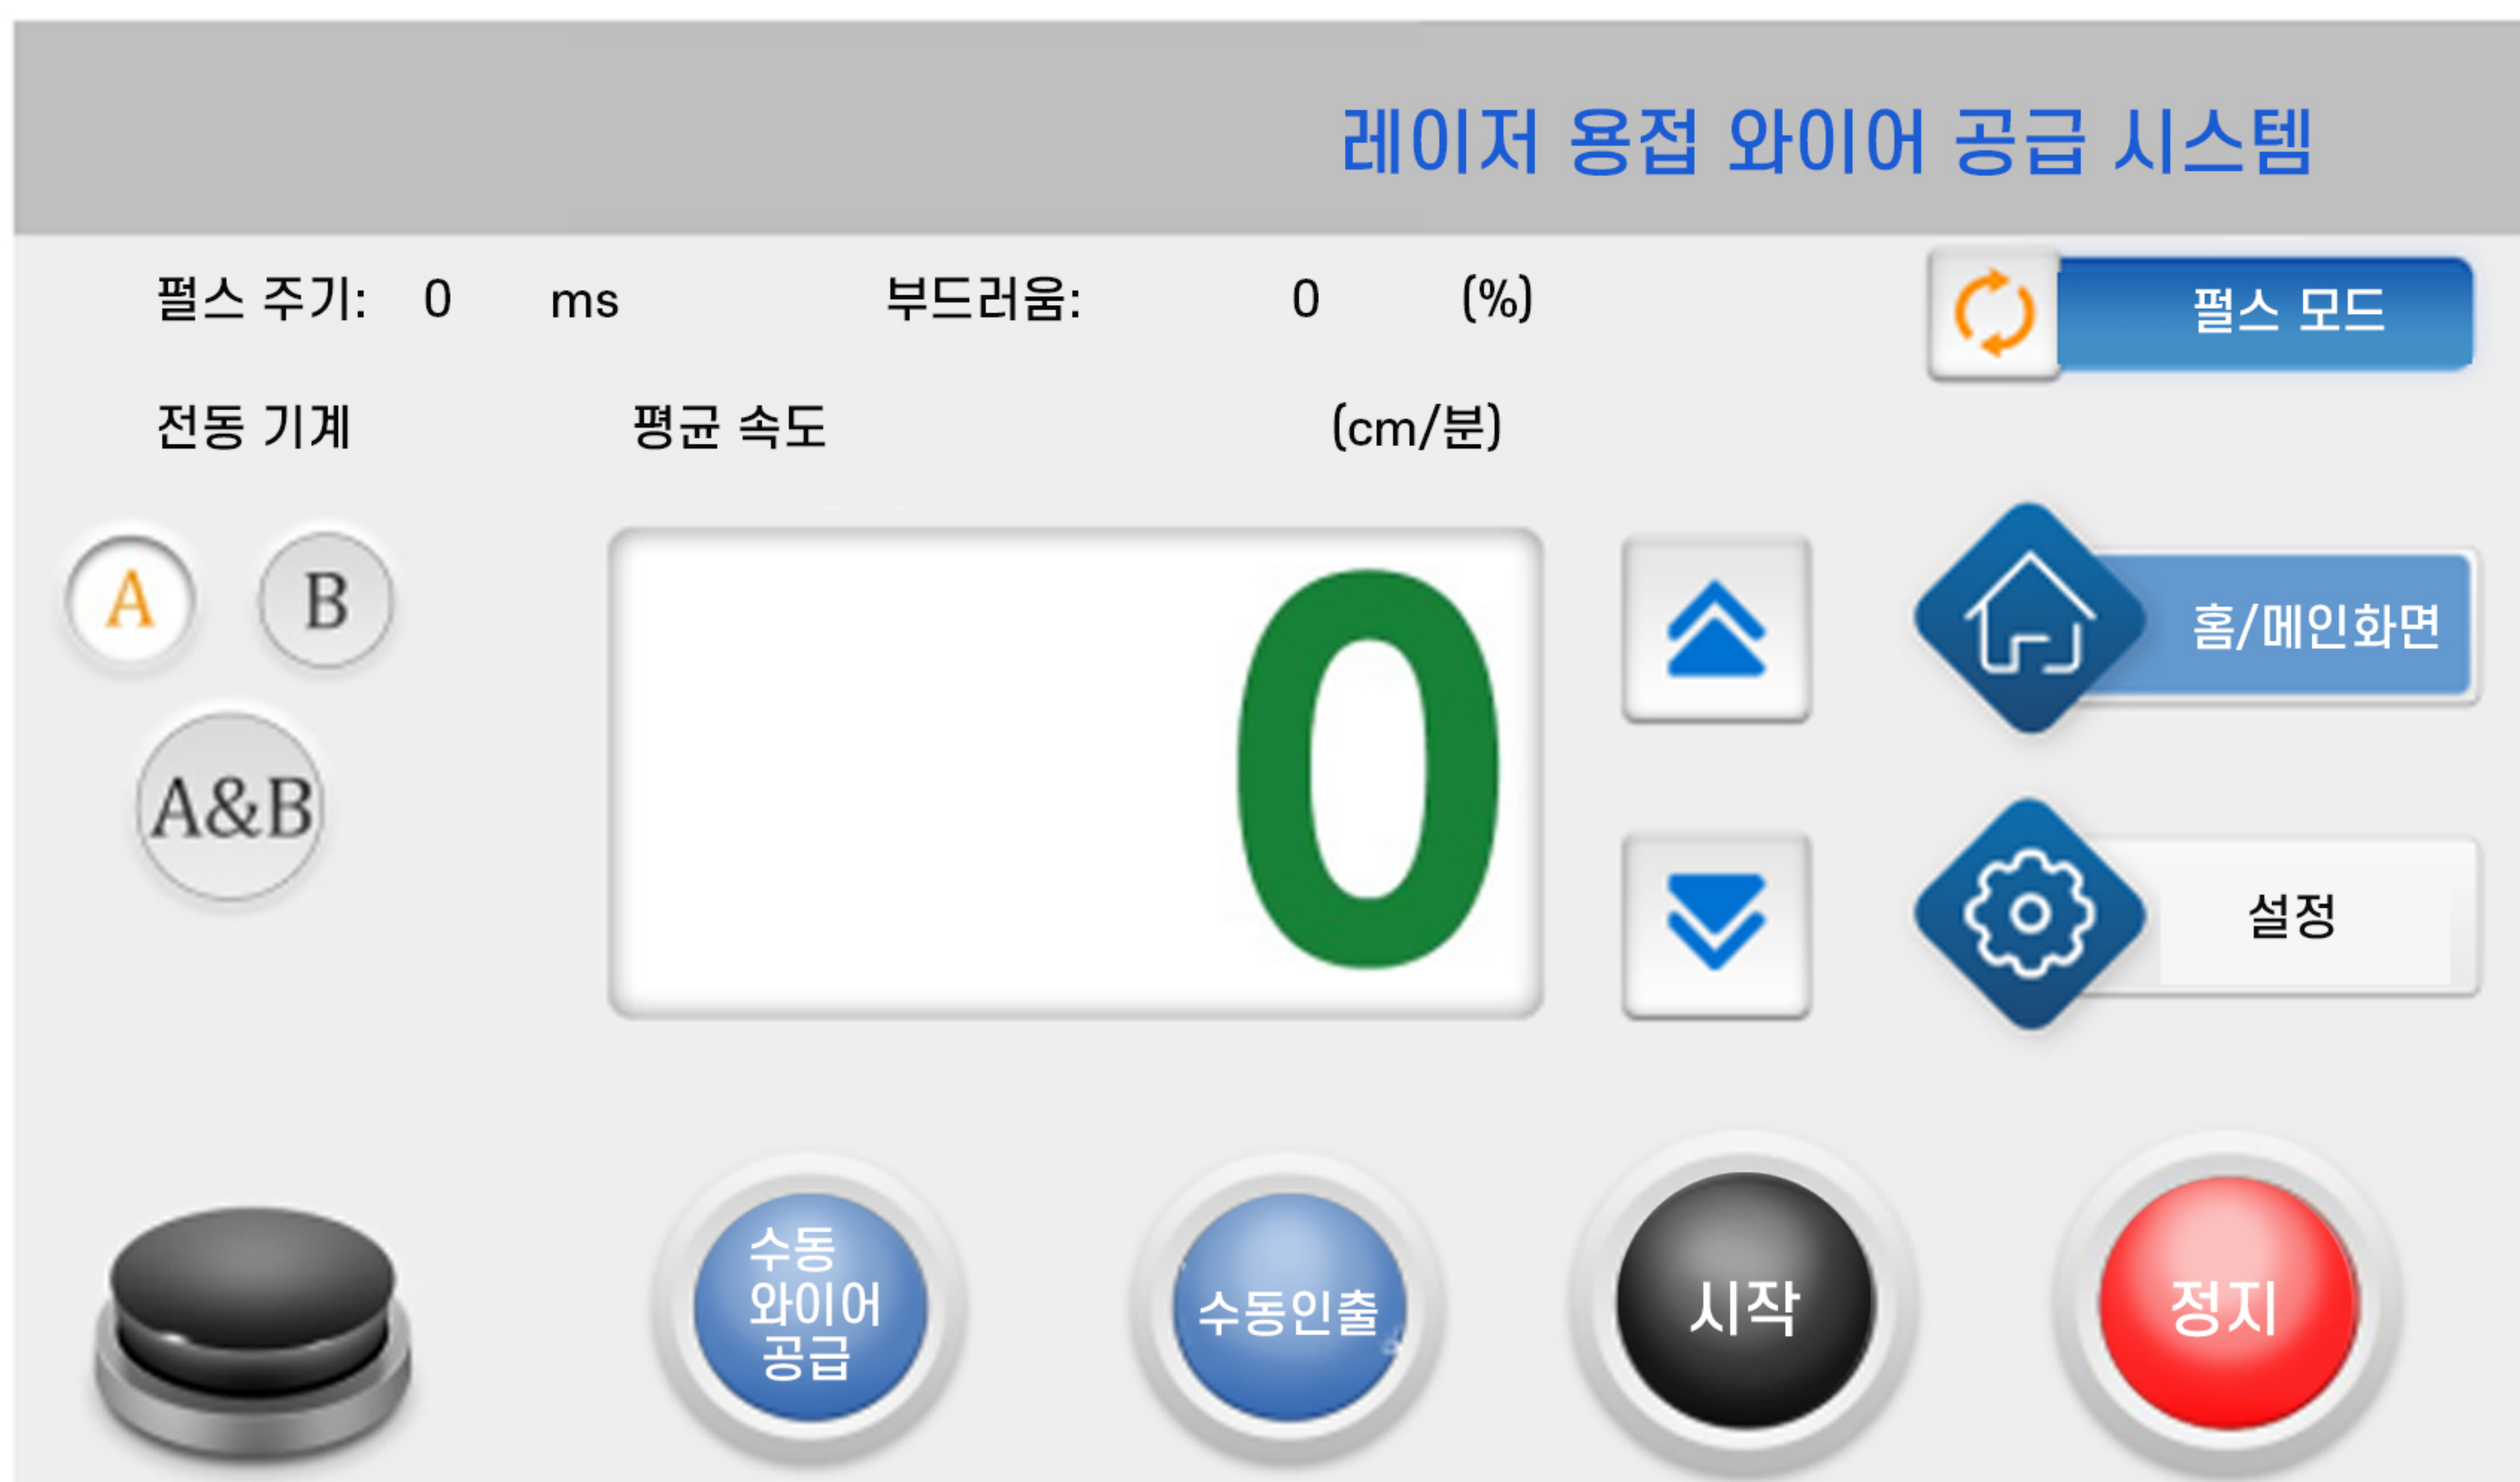 레이저 용접 와이어 공급 시스템
펄스 주기: 0 ms 부드러움: 0 (%)
펄스 모드
전동 기계 평균 속도 (cm/분)
A B
A&B
0
홈/메인화면
설정
수동
와이어
공급
수동인출
시작
정지